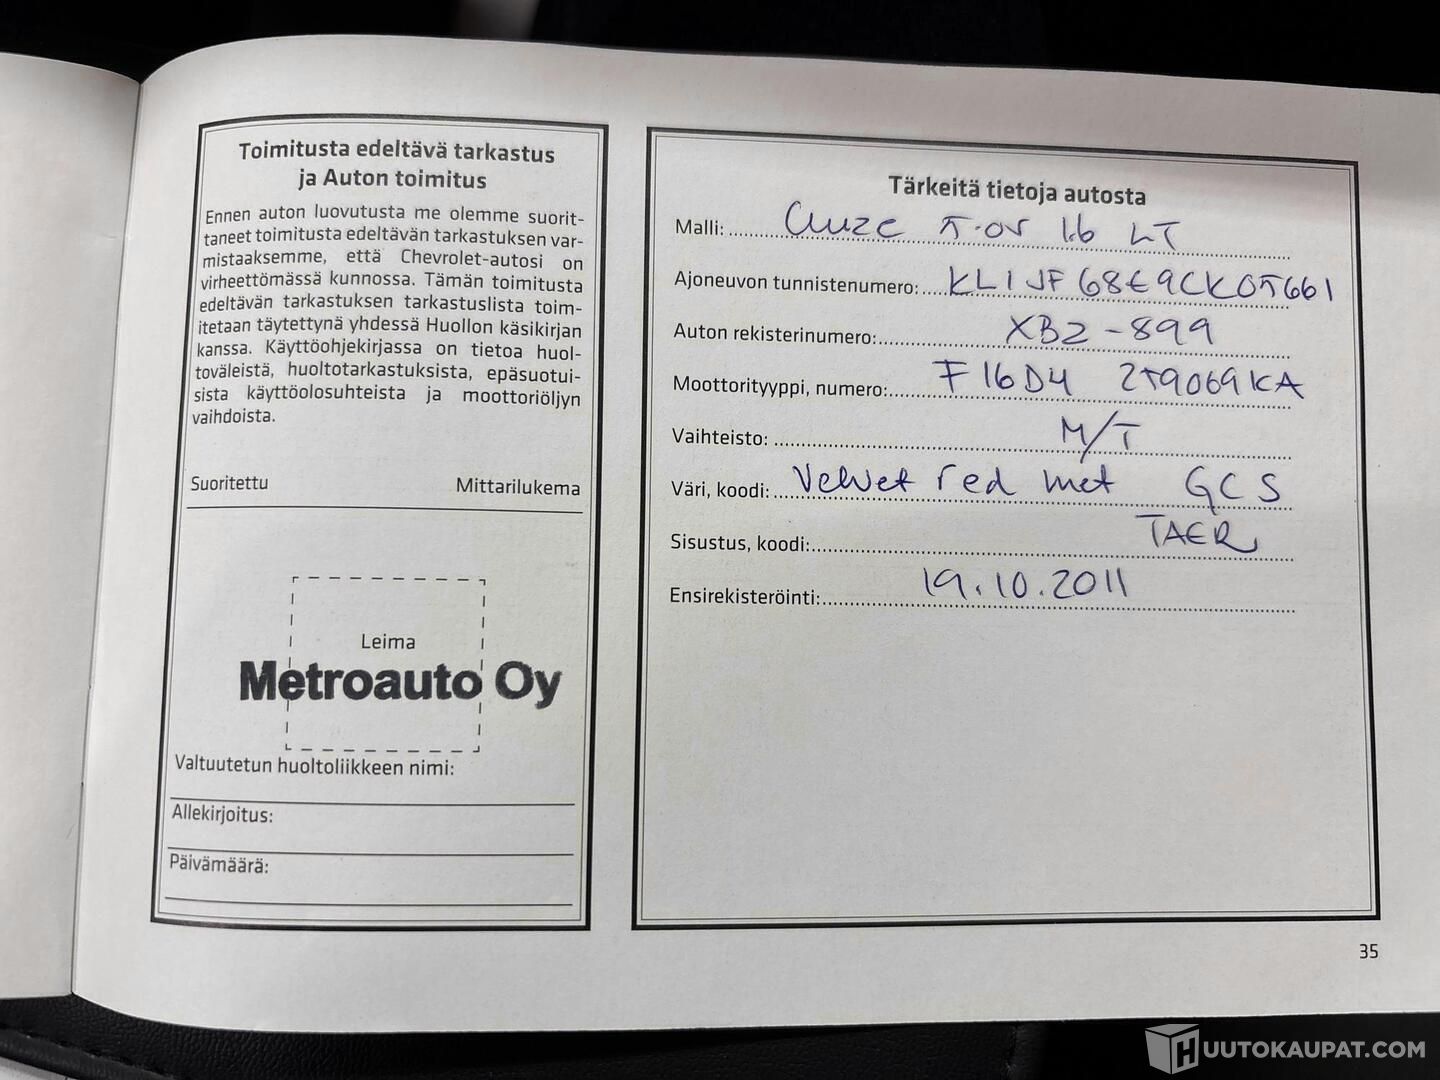 Toimitusta edeltävä tarkastus
ja Auton toimitus
Ennen auton luovutusta me olemme suorit-
taneet toimitusta edeltävän tarkastuksen var-
mistaaksemme, että Chevrolet-autosi on
virheettömässä kunnossa. Tämän toimitusta
edeltävän tarkastuksen tarkastuslista toim-
itetaan täytettynä yhdessä Huollon käsikirjan
kanssa. Käyttöohjekirjassa on tietoa huol-
toväleistä, huoltotarkastuksista, epäsuotui-
sista käyttöolosuhteista ja moottoriöljyn
vaihdoista.
Suoritettu Mittarilukema
Leima
Metroauto Oy
Valtuutetun huoltoliikkeen nimi:
Allekirjoitus:
Päivämäärä:
Tärkeitä tietoja autosta
Malli: Cruze 5-ov 1.6 LT
Ajoneuvon tunnistenumero: KL1JF68E9CK05661
Auton rekisterinumero: XBZ-899
Moottorityyppi, numero: F16D4 259069KA
Vaihteisto: M/T
Väri, koodi: Velvet red met GCS
Sisustus, koodi: TAER
Ensirekisteröinti: 19.10.2011
35
HUUTOKAUPAT.COM